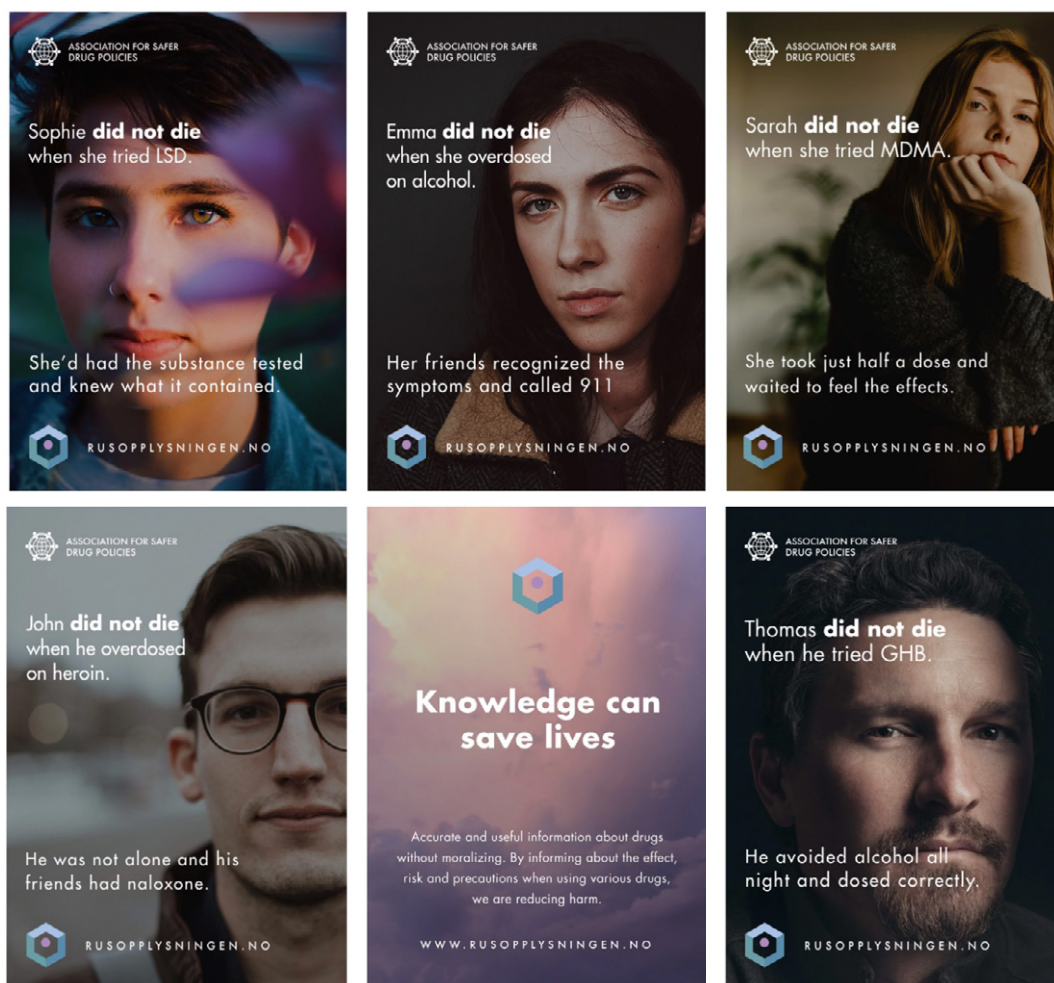 ASSOCIATION FOR SAFER
DRUG POLICIES
Sophie did not die
when she tried LSD.
She'd had the substance tested
and knew what it contained.
RUSOPPLYSNINGEN.NO
ASSOCIATION FOR SAFER
DRUG POLICIES
Emma did not die
when she overdosed
on alcohol.
Her friends recognized the
symptoms and called 911
RUSOPPLYSNINGEN.NO
ASSOCIATION FOR SAFER
DRUG POLICIES
Sarah did not die
when she tried MDMA.
She took just half a dose and
waited to feel the effects.
RUSOPPLYSNINGEN.NO
ASSOCIATION FOR SAFER
DRUG POLICIES
John did not die
when he overdosed
on heroin.
He was not alone and his
friends had naloxone.
RUSOPPLYSNINGEN.NO
Knowledge can
save lives
Accurate and useful information about drugs
without moralizing. By informing about the effect,
risk and precautions when using various drugs,
we are reducing harm.
WWW.RUSOPPLYSNINGEN.NO
ASSOCIATION FOR SAFER
DRUG POLICIES
Thomas did not die
when he tried GHB.
He avoided alcohol all
night and dosed correctly.
RUSOPPLYSNINGEN.NO